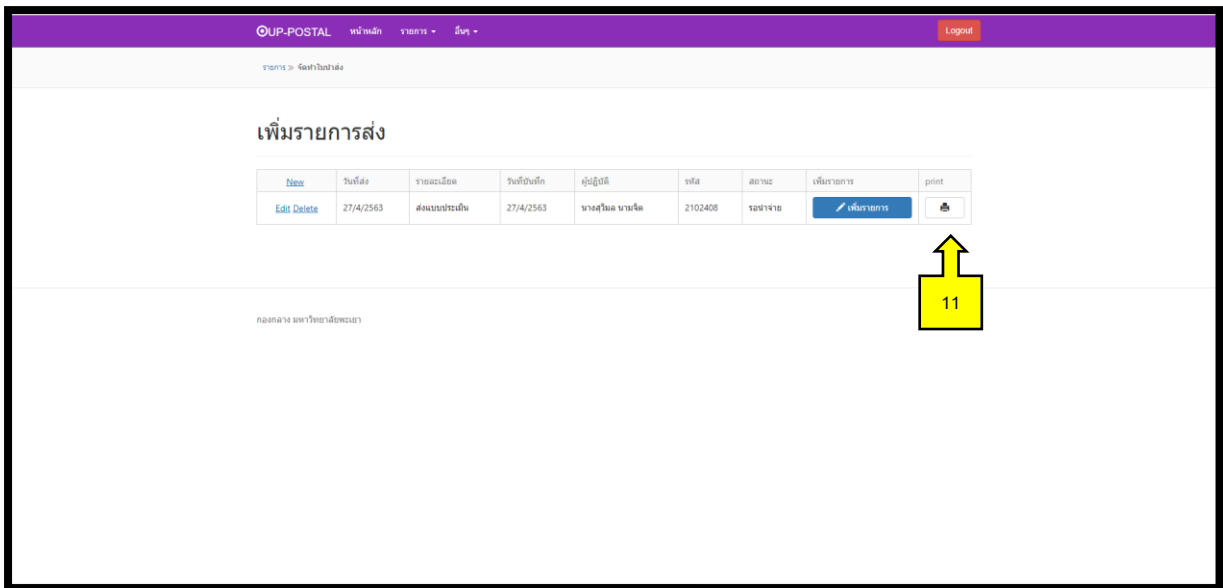 UP-POSTAL หน้าหลัก รายการ อื่นๆ Logout
รายการ » จัดทำใบนำส่ง
เพิ่มรายการส่ง
New วันที่ส่ง รายละเอียด วันที่บันทึก ผู้ปฏิบัติ รหัส สถานะ เพิ่มรายการ print
Edit Delete 27/4/2563 ส่งแบบประเมิน 27/4/2563 นางสุวิมล นามจิต 2102408 รอนำจ่าย เพิ่มรายการ
11
กองกลาง มหาวิทยาลัยพะเยา